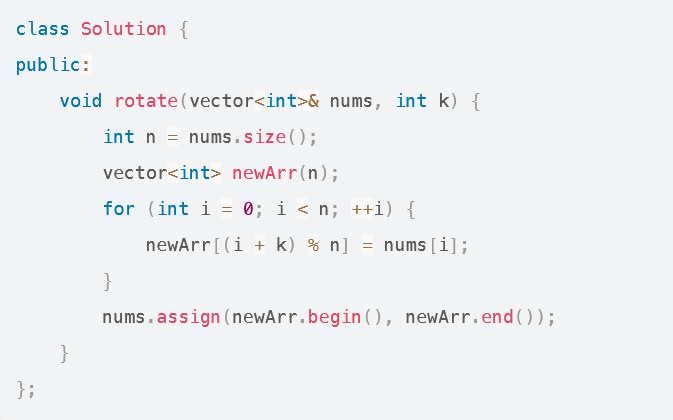 class Solution {
public:
    void rotate(vector<int>& nums, int k) {
        int n = nums.size();
        vector<int> newArr(n);
        for (int i = 0; i < n; ++i) {
            newArr[(i + k) % n] = nums[i];
        }
        nums.assign(newArr.begin(), newArr.end());
    }
};